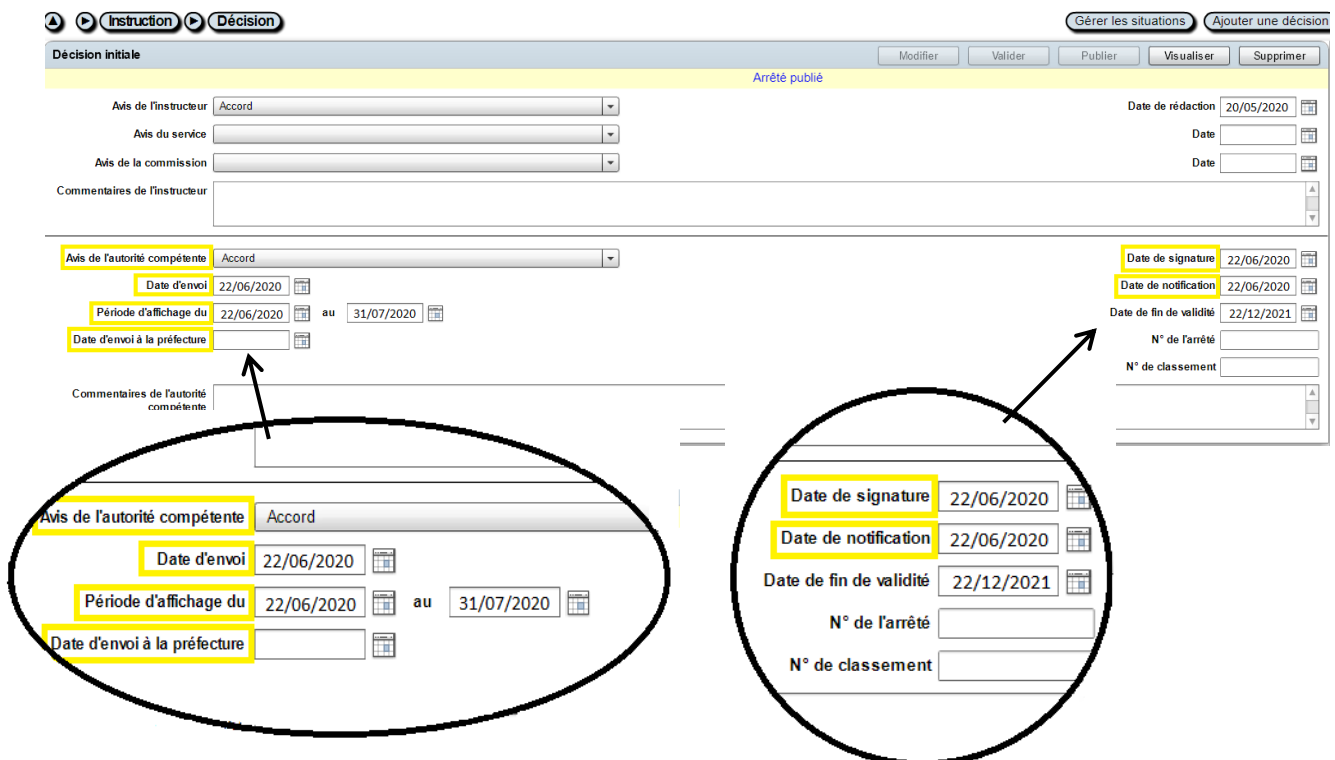 Instruction Décision Gérer les situations Ajouter une décision
Décision initiale Modifier Valider Publier Visualiser Supprimer
Arrêté publié
Avis de l'instructeur Accord Date de rédaction 20/05/2020
Avis du service Date
Avis de la commission Date
Commentaires de l'instructeur
Avis de l'autorité compétente Accord Date de signature 22/06/2020
Date d'envoi 22/06/2020 Date de notification 22/06/2020
Période d'affichage du 22/06/2020 au 31/07/2020 Date de fin de validité 22/12/2021
Date d'envoi à la préfecture N° de l'arrêté
N° de classement
Commentaires de l'autorité
compétente
Avis de l'autorité compétente Accord
Date d'envoi 22/06/2020
Période d'affichage du 22/06/2020 au 31/07/2020
Date d'envoi à la préfecture
Date de signature 22/06/2020
Date de notification 22/06/2020
Date de fin de validité 22/12/2021
N° de l'arrêté
N° de classement